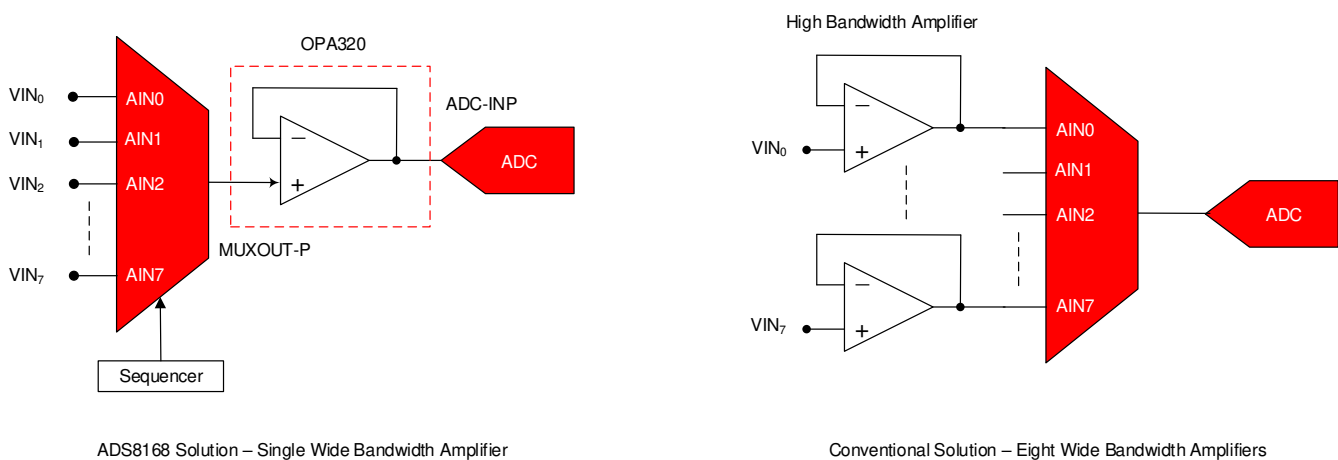 OPA320
VIN0
AIN0
VIN1
AIN1
VIN2
AIN2
VIN7
AIN7
−
+
ADC-INP
ADC
MUXOUT-P
Sequencer
ADS8168 Solution – Single Wide Bandwidth Amplifier
High Bandwidth Amplifier
−
+
VIN0
−
+
VIN7
AIN0
AIN1
AIN2
AIN7
ADC
Conventional Solution – Eight Wide Bandwidth Amplifiers